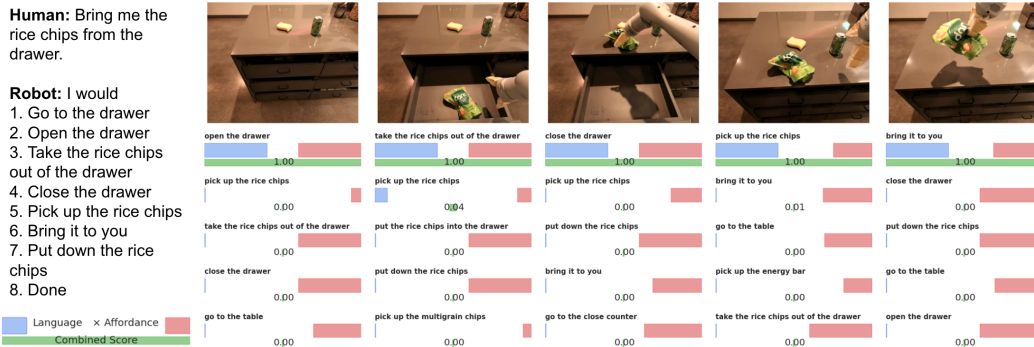 Human: Bring me the
rice chips from the
drawer.
Robot: I would
1. Go to the drawer
2. Open the drawer
3. Take the rice chips
out of the drawer
4. Close the drawer
5. Pick up the rice chips
6. Bring it to you
7. Put down the rice
chips
8. Done
Language × Affordance
Combined Score
open the drawer
1.00
pick up the rice chips
0.00
take the rice chips out of the drawer
0.00
close the drawer
0.00
go to the table
0.00
take the rice chips out of the drawer
1.00
pick up the rice chips
0.04
put the rice chips into the drawer
0.00
put down the rice chips
0.00
pick up the multigrain chips
0.00
close the drawer
1.00
pick up the rice chips
0.00
put down the rice chips
0.00
bring it to you
0.00
go to the close counter
0.00
pick up the rice chips
1.00
bring it to you
0.01
go to the table
0.00
pick up the energy bar
0.00
take the rice chips out of the drawer
0.00
bring it to you
1.00
close the drawer
0.00
put down the rice chips
0.00
go to the table
0.00
open the drawer
0.00